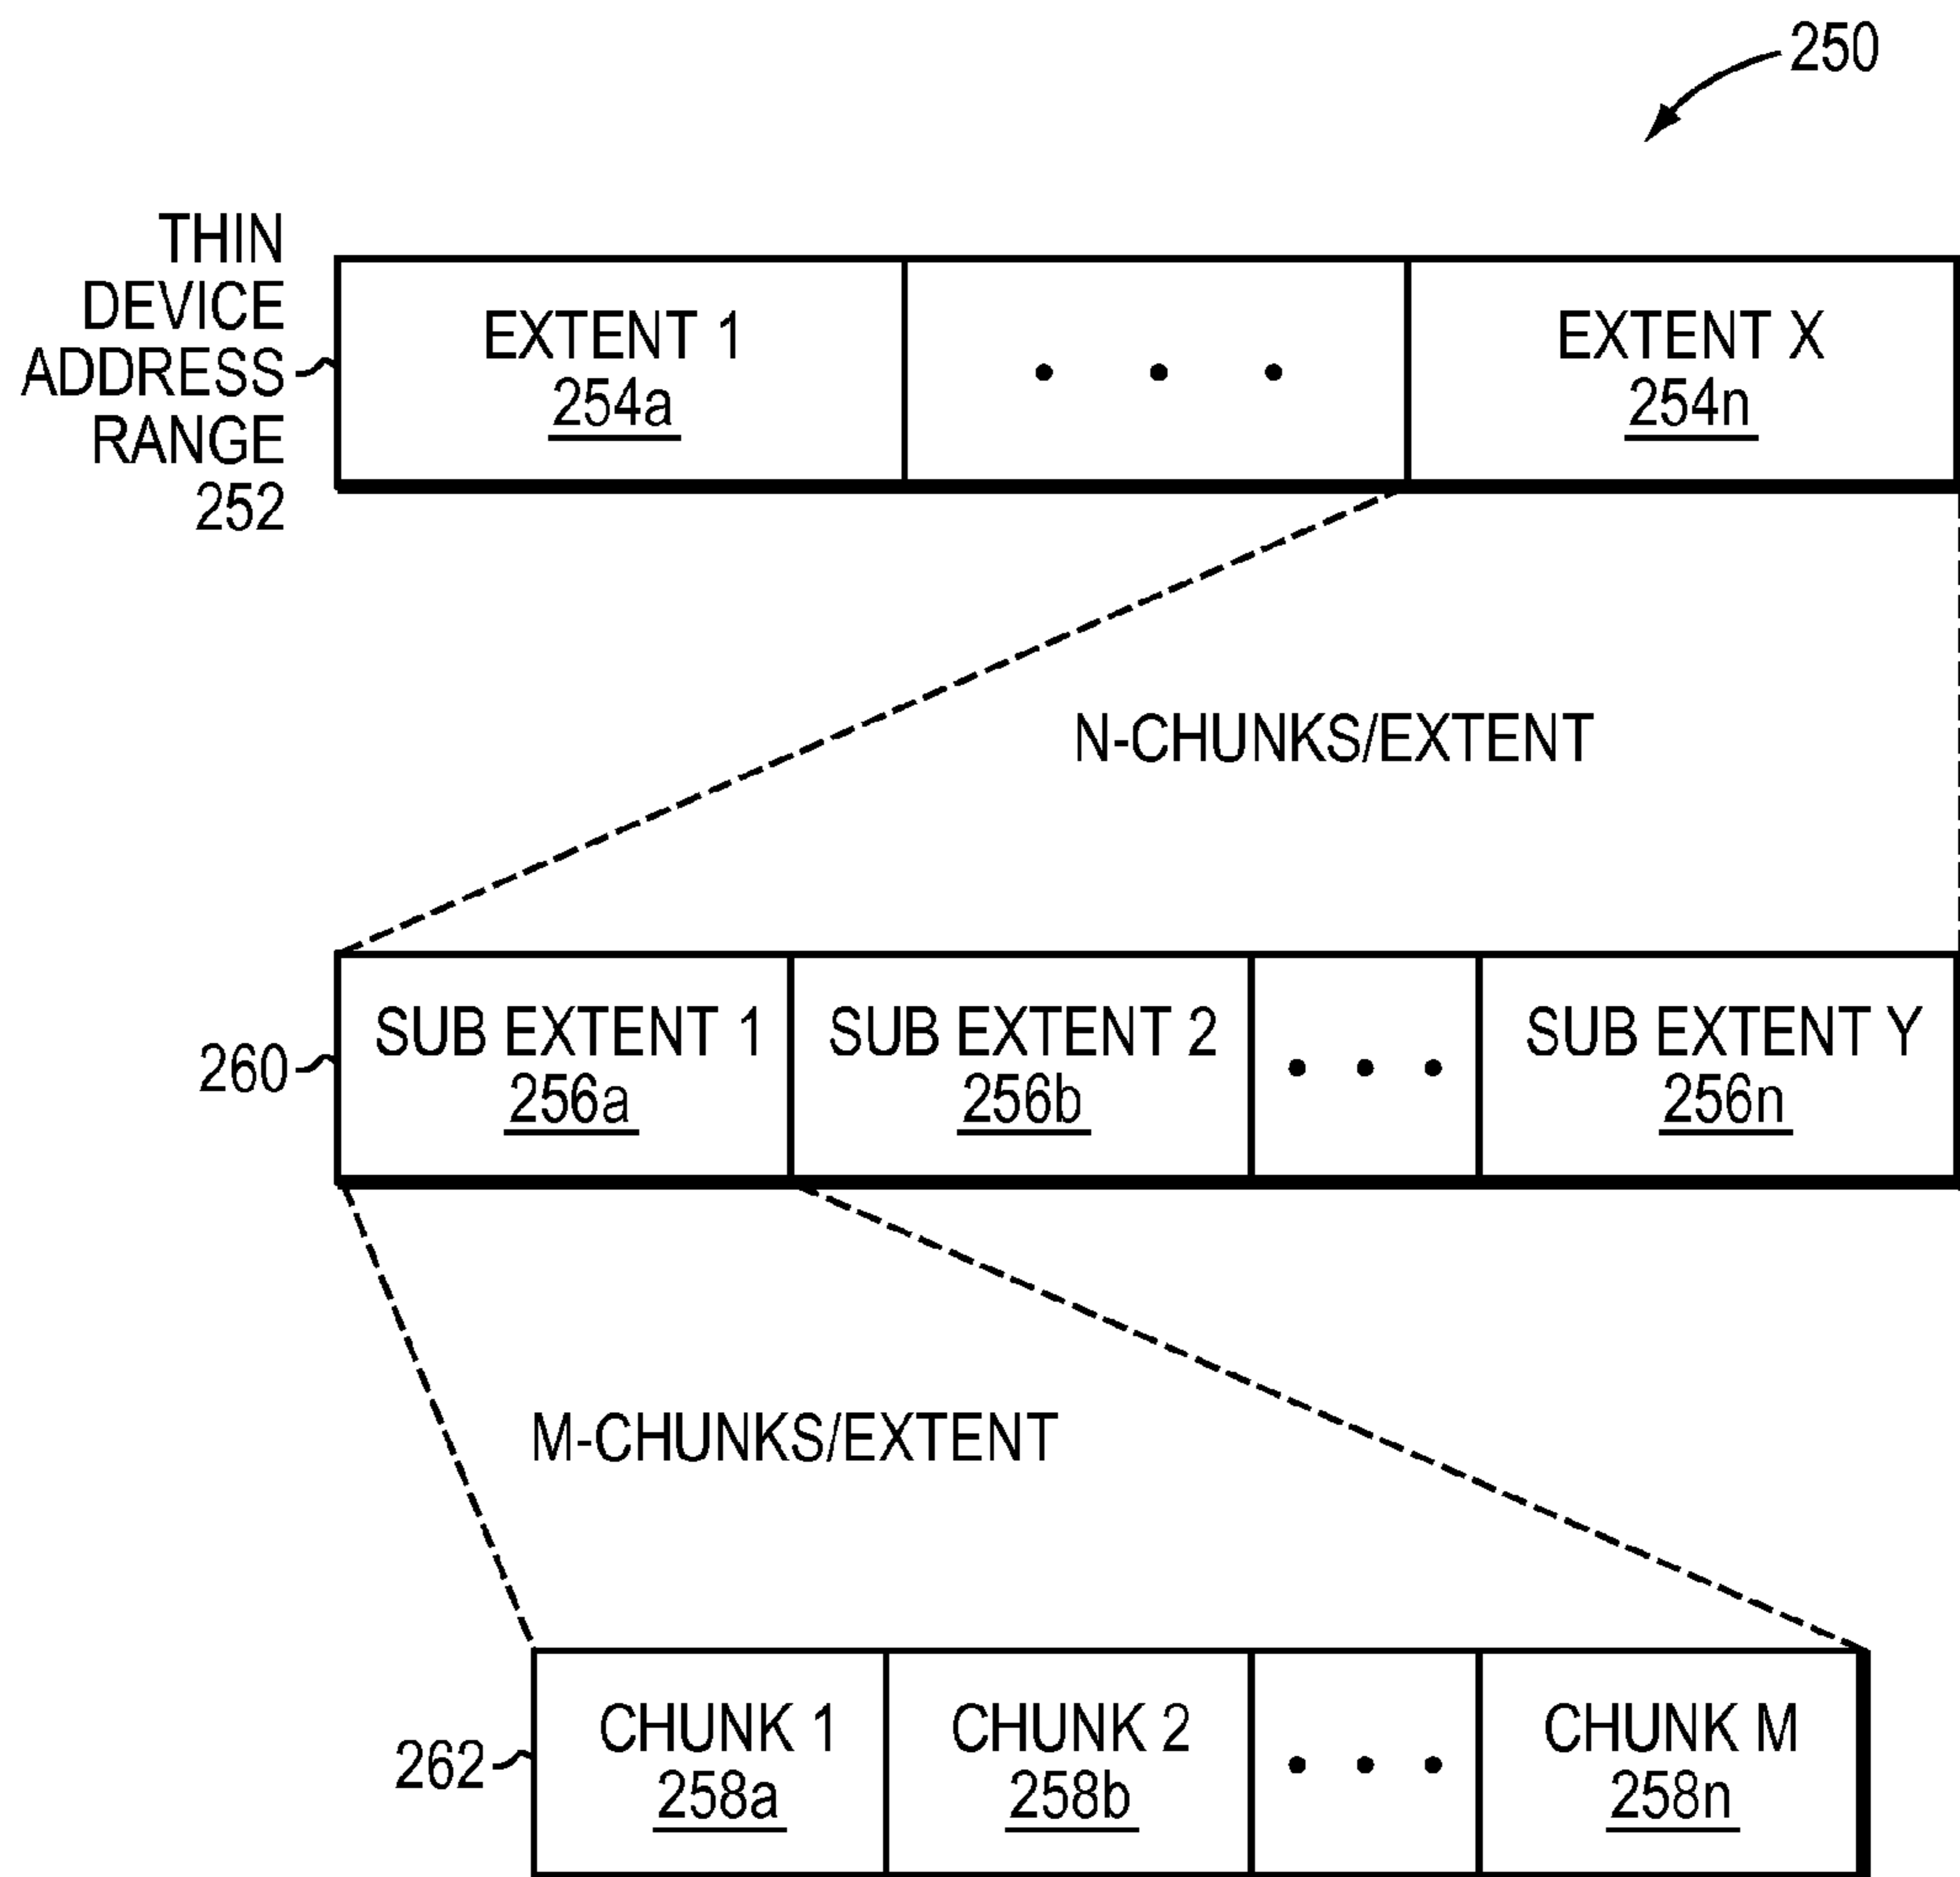 250
THIN
DEVICE
ADDRESS
RANGE
252
EXTENT 1
254a
• • •
EXTENT X
254n
N-CHUNKS/EXTENT
260
SUB EXTENT 1
256a
SUB EXTENT 2
256b
• • •
SUB EXTENT Y
256n
M-CHUNKS/EXTENT
262
CHUNK 1
258a
CHUNK 2
258b
• • •
CHUNK M
258n